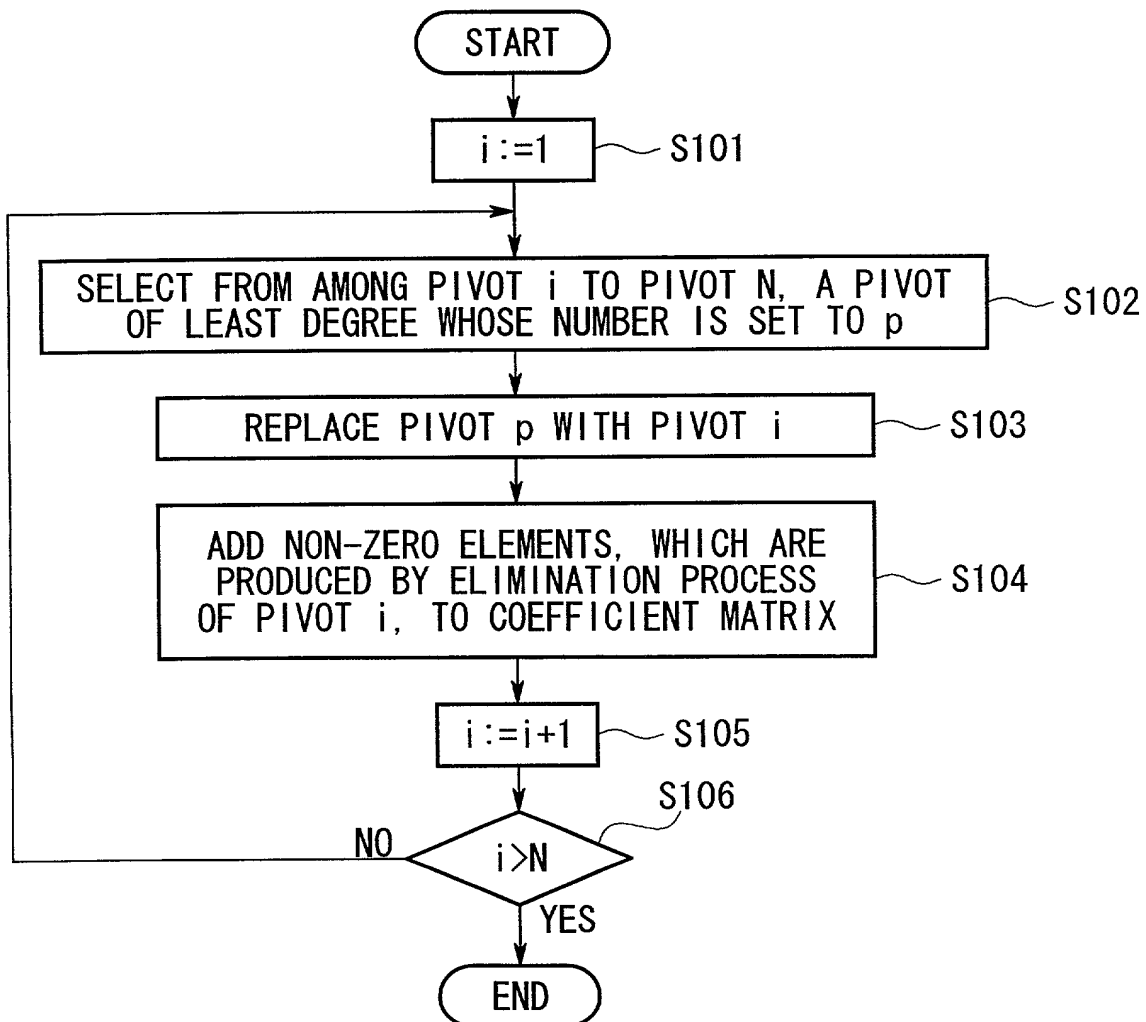 START
i:=1
S101
SELECT FROM AMONG PIVOT i TO PIVOT N, A PIVOT
OF LEAST DEGREE WHOSE NUMBER IS SET TO p
S102
REPLACE PIVOT p WITH PIVOT i
S103
ADD NON-ZERO ELEMENTS, WHICH ARE
PRODUCED BY ELIMINATION PROCESS
OF PIVOT i, TO COEFFICIENT MATRIX
S104
i:=i+1
S105
S106
NO
i>N
YES
END